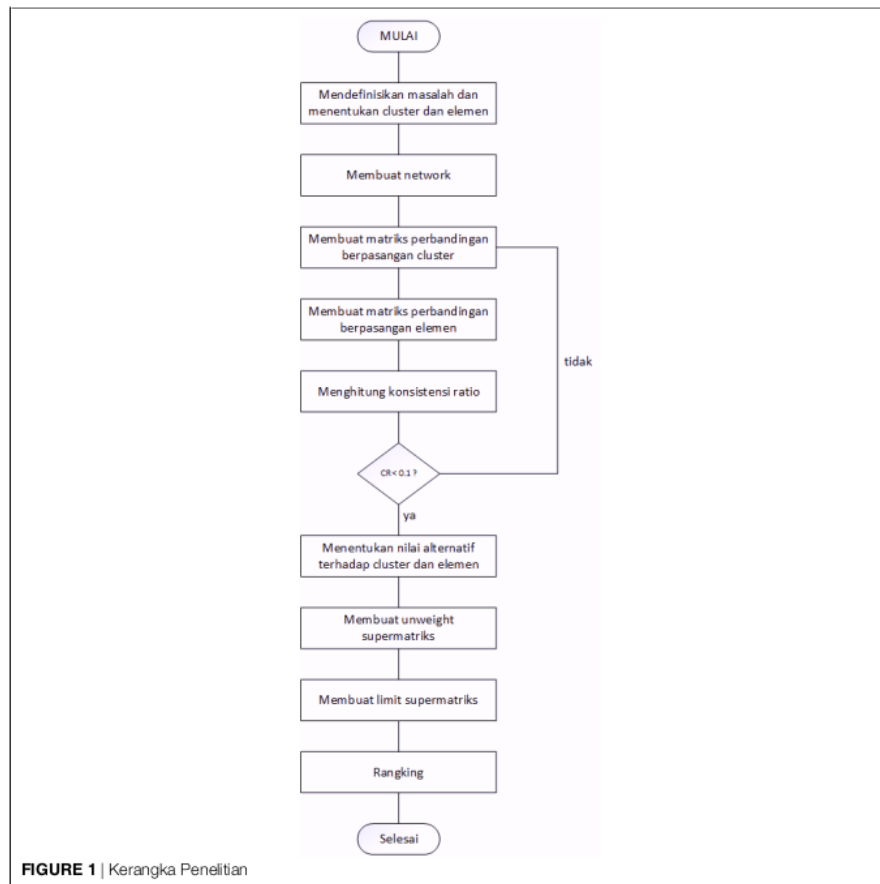 MULAI
Mendefinisikan masalah dan
menentukan cluster dan elemen
Membuat network
Membuat matriks perbandingan
berpasangan cluster
Membuat matriks perbandingan
berpasangan elemen
tidak
Menghitung konsistensi ratio
CR< 0.1 ?
ya
Menentukan nilai alternatif
terhadap cluster dan elemen
Membuat unweight
supermatriks
Membuat limit supermatriks
Rangking
Selesai
FIGURE 1 | Kerangka Penelitian